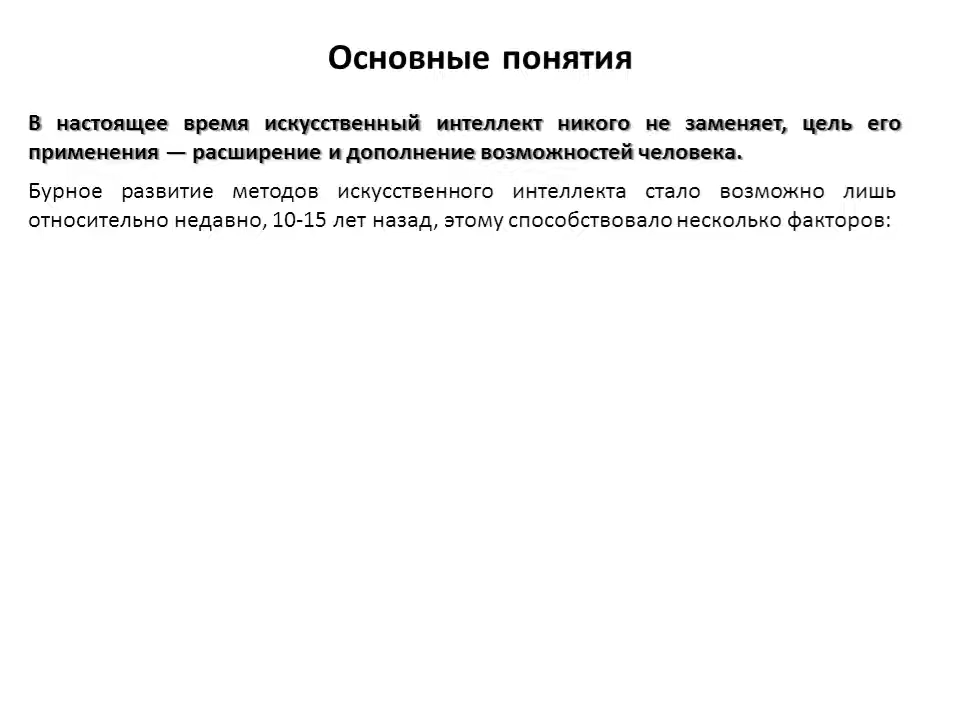 Основные понятия
В настоящее время искусственный интеллект никого не заменяет, цель его
применения — расширение и дополнение возможностей человека.
Бурное развитие методов искусственного интеллекта стало возможно лишь
относительно недавно, 10-15 лет назад, этому способствовало несколько факторов: